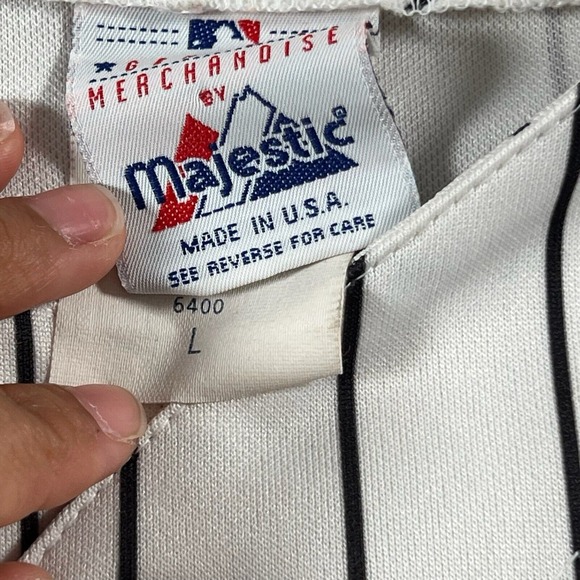 MERCHANDISE
BY
Majestic®
MADE IN U.S.A.
SEE REVERSE FOR CARE
6400
L